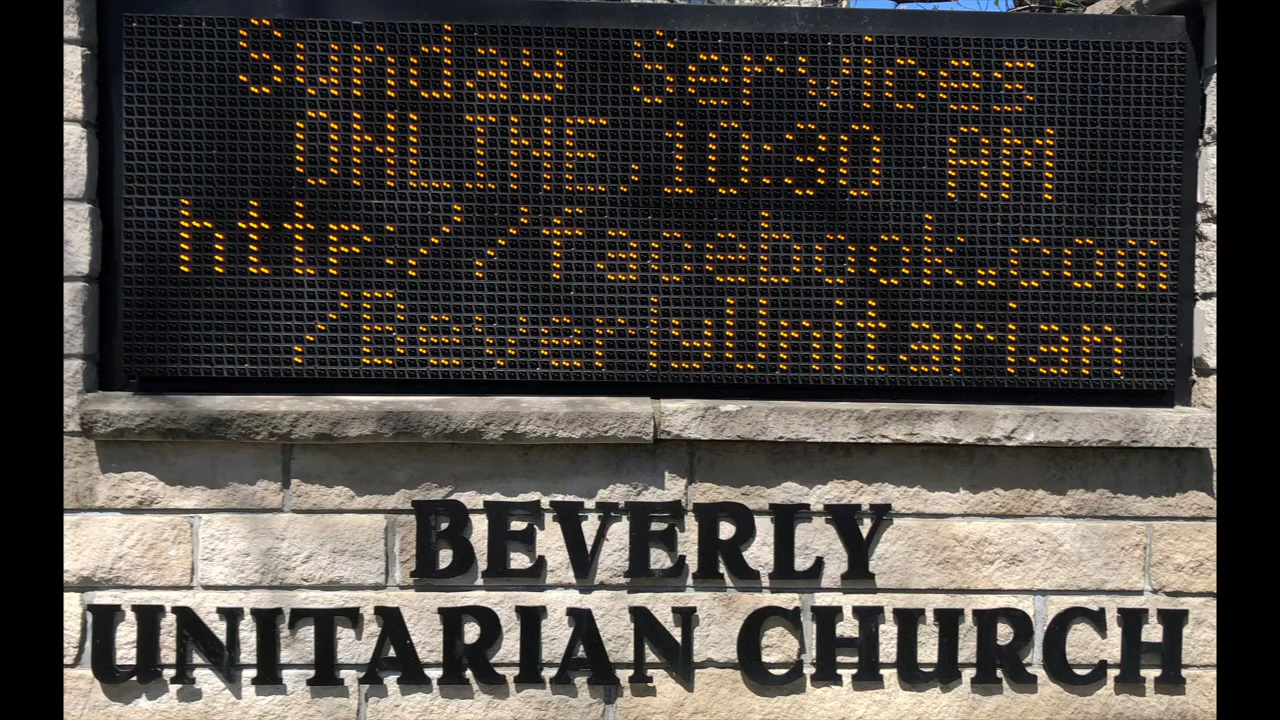 Sunday Services
ONLINE, 10:30 AM
http://facebook.com
/BeverlyUnitarian
BEVERLY
UNITARIAN CHURCH